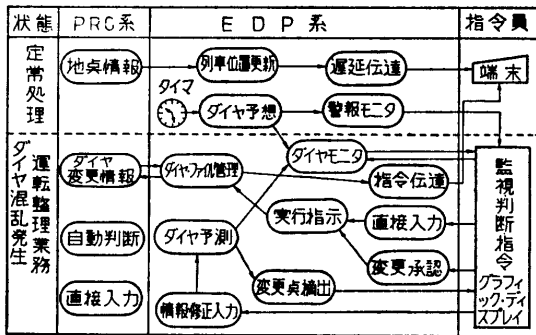 状態
PRC系
EDP系
指令員
定常処理
地点情報
列車位置更新
遅延伝達
端末
タイマ
ダイヤ予想
警報モニタ
ダイヤ混乱発生
運転整理業務
ダイヤ
変更情報
ダイヤ・ファイル管理
ダイヤモニタ
指令伝達
監視判断指令
グラフィ
ック・ディ
スプレイ
自動判断
ダイヤ予測
実行指示
直接入力
変更承認
直接入力
情報修正入力
変更点摘出